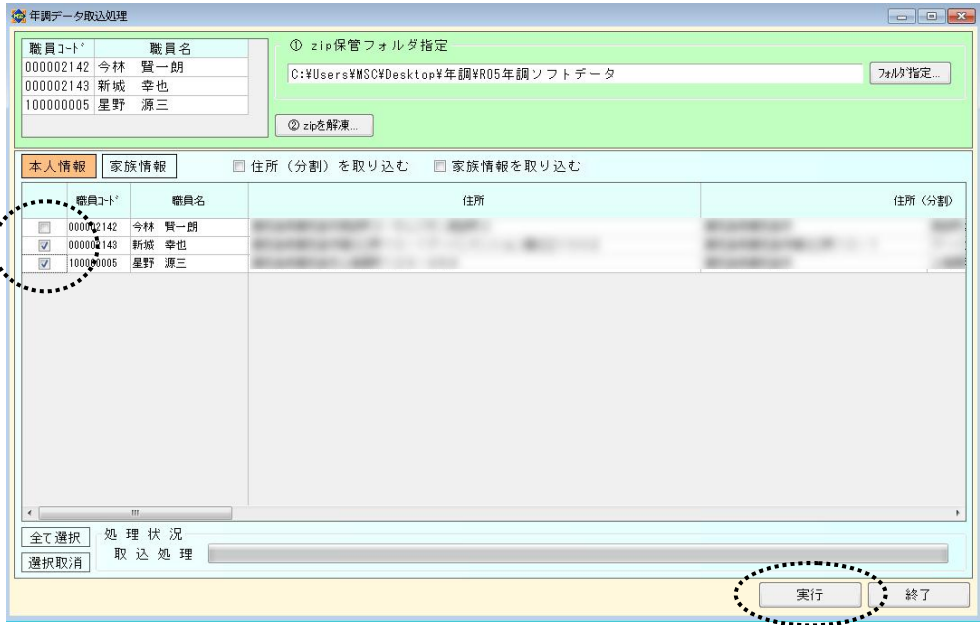 年調データ取込処理
職員ｺｰﾄﾞ 職員名
000002142 今林 賢一朗
000002143 新城 幸也
100000005 星野 源三
① zip保管フォルダ指定
C:¥Users¥MSC¥Desktop¥年調¥R05年調ソフトデータ
ﾌｫﾙﾀﾞ指定...
② zipを解凍...
本人情報 家族情報 住所（分割）を取り込む 家族情報を取り込む
職員ｺｰﾄﾞ 職員名 住所 住所（分割）
000002142 今林 賢一朗
000002143 新城 幸也
100000005 星野 源三
全て選択 処理状況
選択取消 取込処理
実行 終了